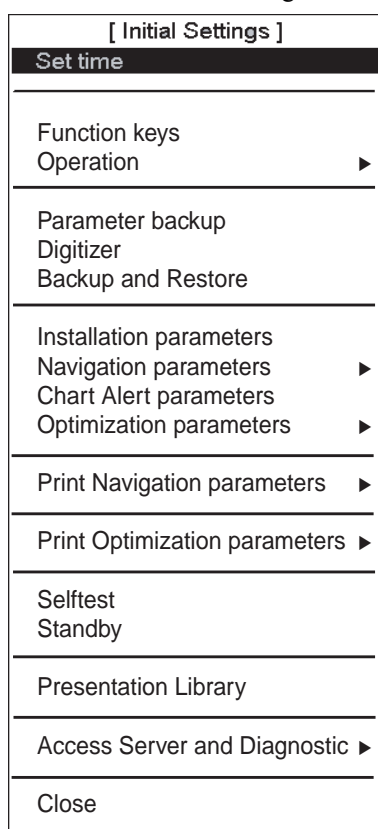 [ Initial Settings ]
Set time
Function keys
Operation ▶
Parameter backup
Digitizer
Backup and Restore
Installation parameters
Navigation parameters ▶
Chart Alert parameters
Optimization parameters ▶
Print Navigation parameters ▶
Print Optimization parameters ▶
Selftest
Standby
Presentation Library
Access Server and Diagnostic ▶
Close